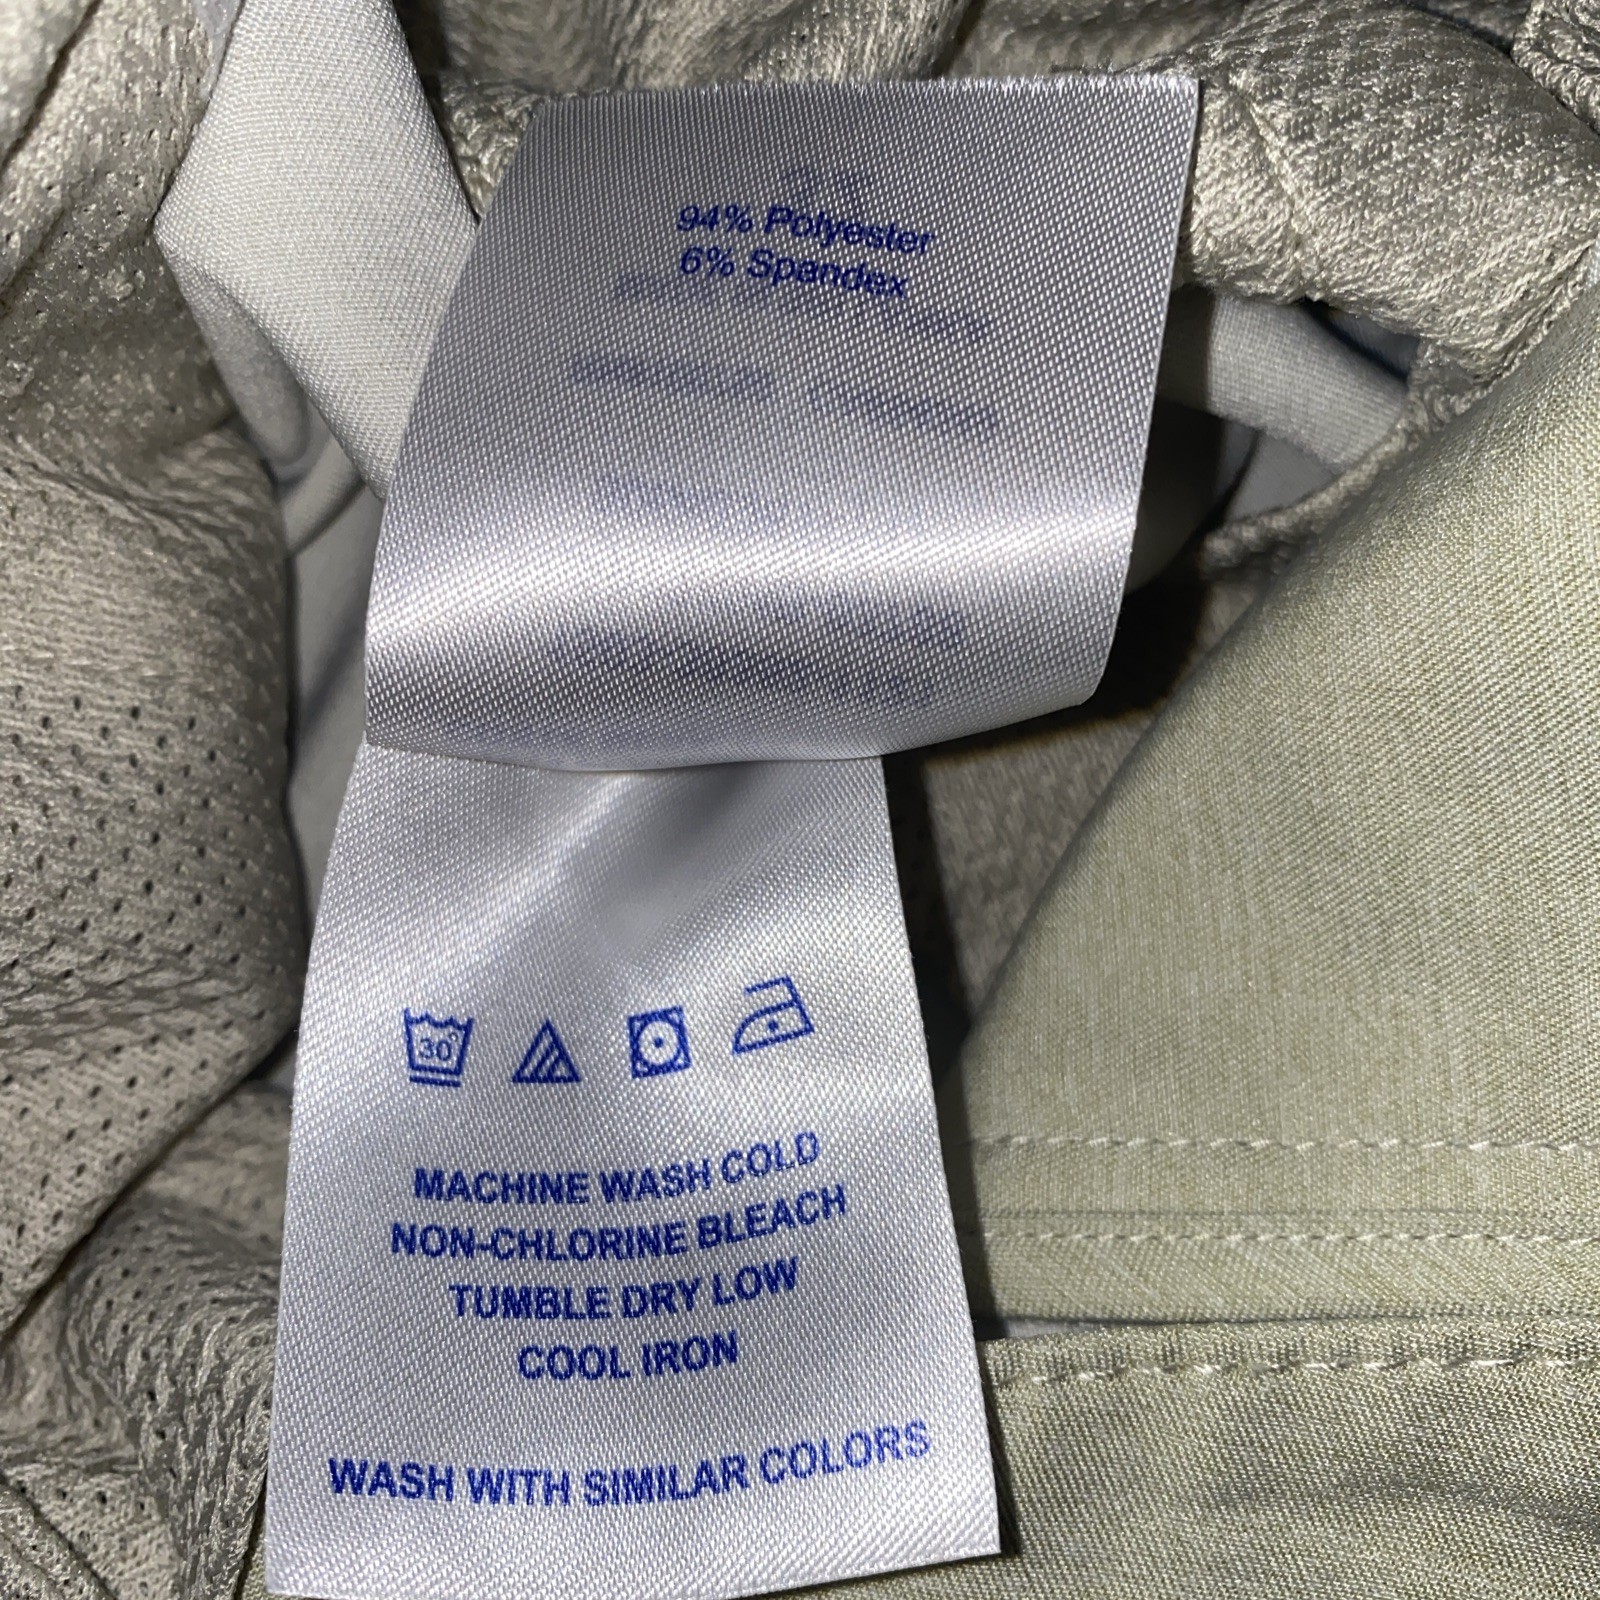 94% Polyester
6% Spandex
30°
MACHINE WASH COLD
NON-CHLORINE BLEACH
TUMBLE DRY LOW
COOL IRON
WASH WITH SIMILAR COLORS